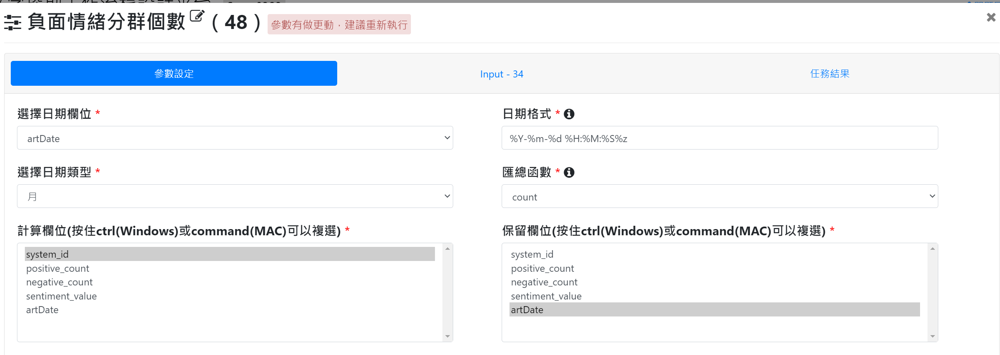 負面情緒分群個數 ( 48 ) 參數有做更動，建議重新執行
參數設定 Input - 34 任務結果
選擇日期欄位 * 日期格式 *
artDate %Y-%m-%d %H:%M:%S%z
選擇日期類型 * 匯總函數 *
月 count
計算欄位(按住ctrl(Windows)或command(MAC)可以複選) * 保留欄位(按住ctrl(Windows)或command(MAC)可以複選) *
system_id system_id
positive_count positive_count
negative_count negative_count
sentiment_value sentiment_value
artDate artDate